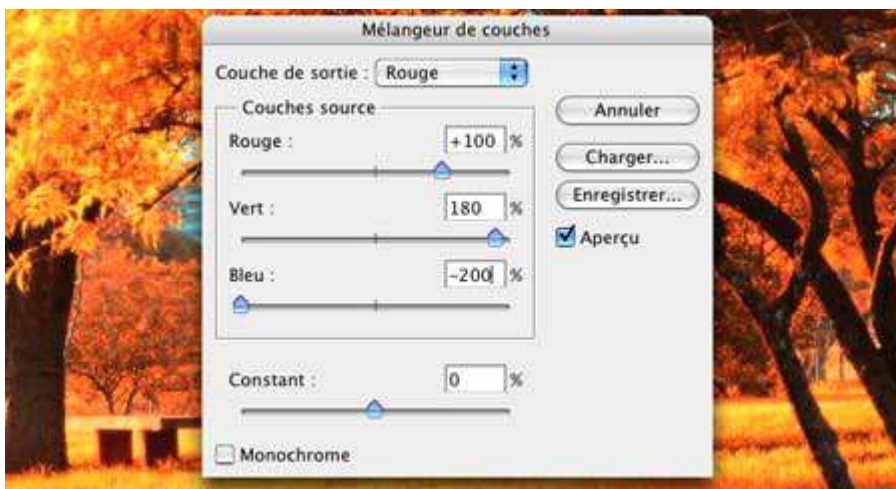 Mélangeur de couches
Couche de sortie : Rouge
Couches source
Annuler
Rouge : +100 %
Charger...
Enregistrer...
Vert : 180 %
Aperçu
Bleu : -200 %
Constant : 0 %
Monochrome